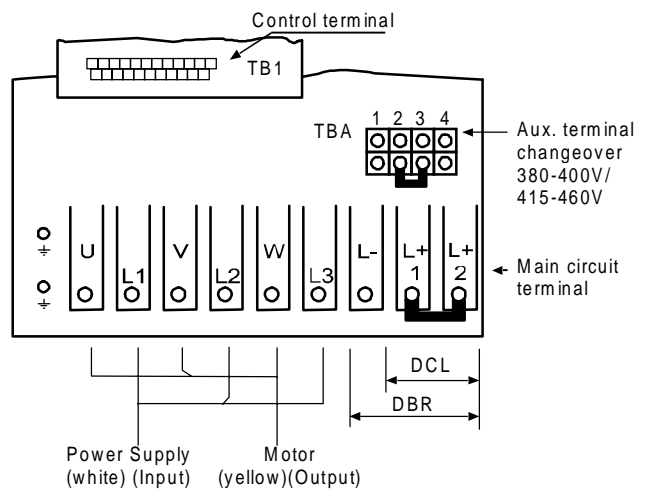 Control terminal
TB1
1 2 3 4
TBA
Aux. terminal
changeover
380-400V/
415-460V
U L1 V L2 W L3 L- L+ 1 L+ 2
Main circuit
terminal
DCL
DBR
Power Supply
(white) (Input)
Motor
(yellow)(Output)